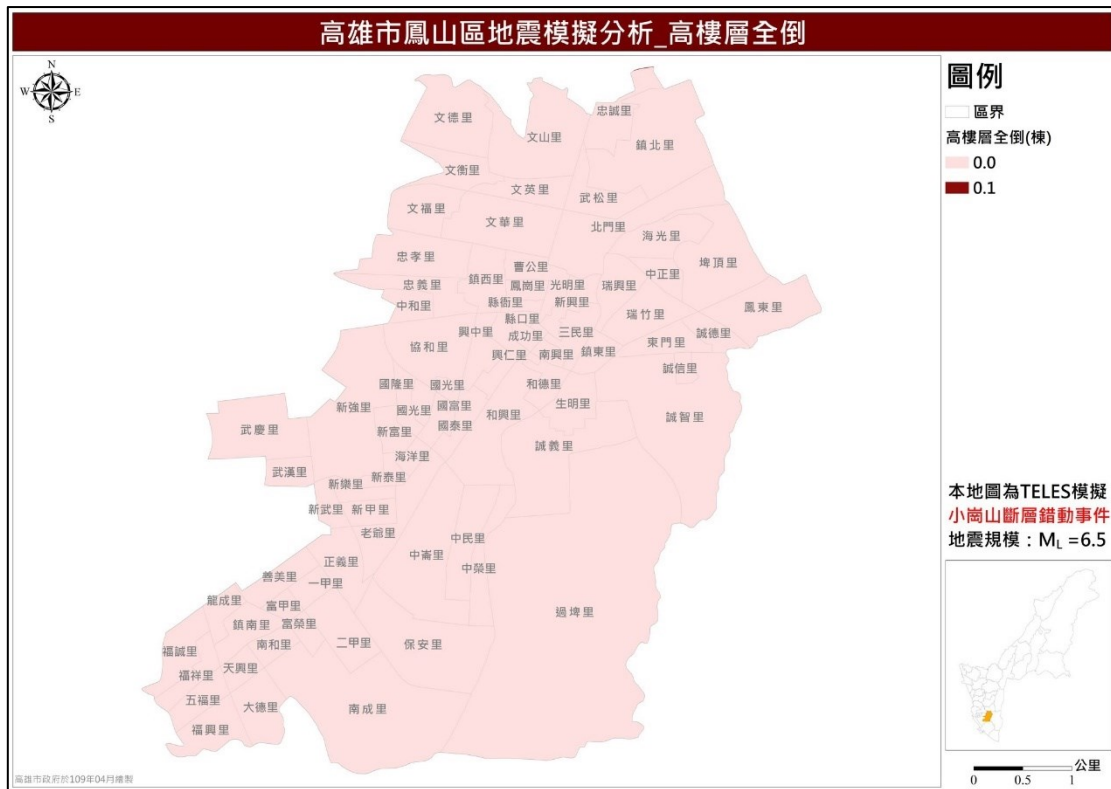 高雄市鳳山區地震模擬分析_高樓層全倒
N
W
E
S
圖例
區界
高樓層全倒(棟)
0.0
0.1
文德里
文山里
忠誠里
鎮北里
文衡里
文英里
武松里
文福里
文華里
北門里
海光里
忠孝里
曹公里
埤頂里
忠義里
鎮西里
鳳崗里
光明里
瑞興里
中正里
中和里
縣衙里
新興里
瑞竹里
鳳東里
縣口里
興中里
成功里
三民里
東門里
誠德里
協和里
興仁里
南興里
鎮東里
誠信里
國隆里
國光里
和德里
新強里
國光里
國富里
和興里
生明里
誠智里
武慶里
新富里
國泰里
誠義里
海洋里
武漢里
新樂里
新泰里
新武里
新甲里
老爺里
中民里
中崙里
正義里
中榮里
善美里
一甲里
龍成里
富甲里
過埤里
鎮南里
富榮里
南和里
二甲里
保安里
福誠里
天興里
福祥里
五福里
大德里
南成里
福興里
本地圖為TELES模擬
小崗山斷層錯動事件
地震規模：ML =6.5
公里
0 0.5 1
高雄市政府於109年04月繪製